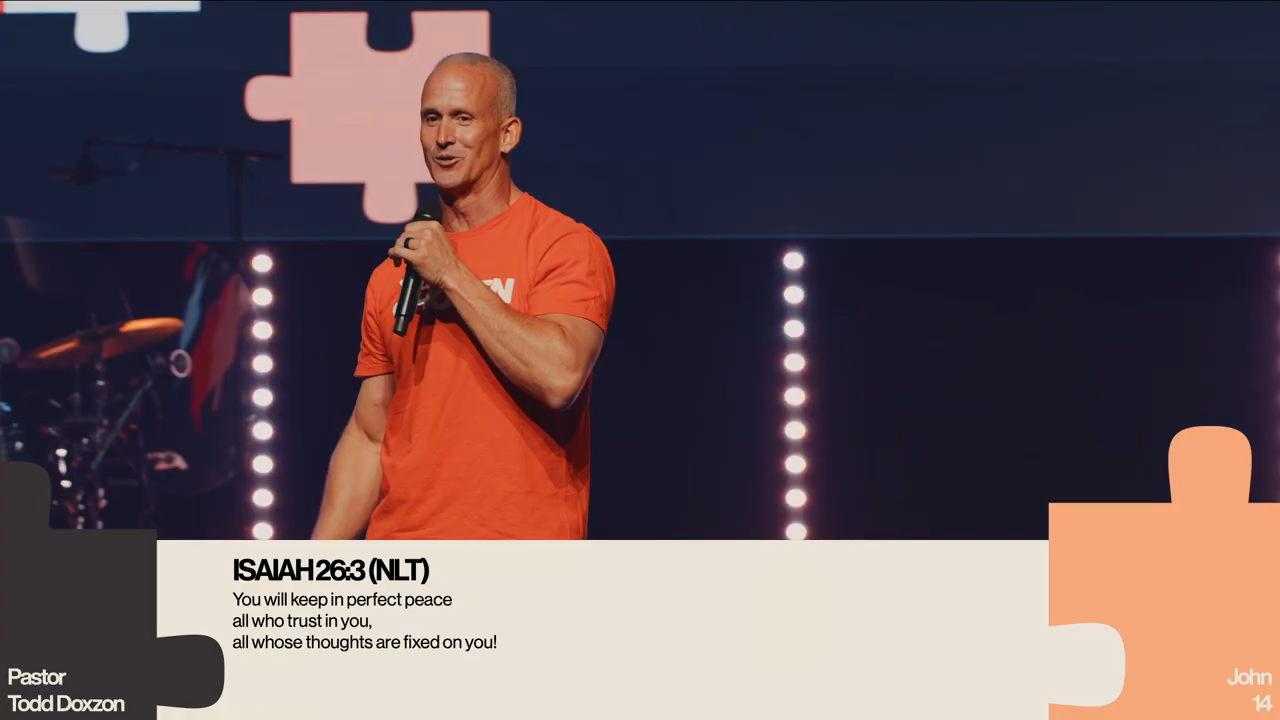 ISAIAH 26:3 (NLT)
You will keep in perfect peace
all who trust in you,
all whose thoughts are fixed on you!
Pastor
Todd Doxzon
John
14